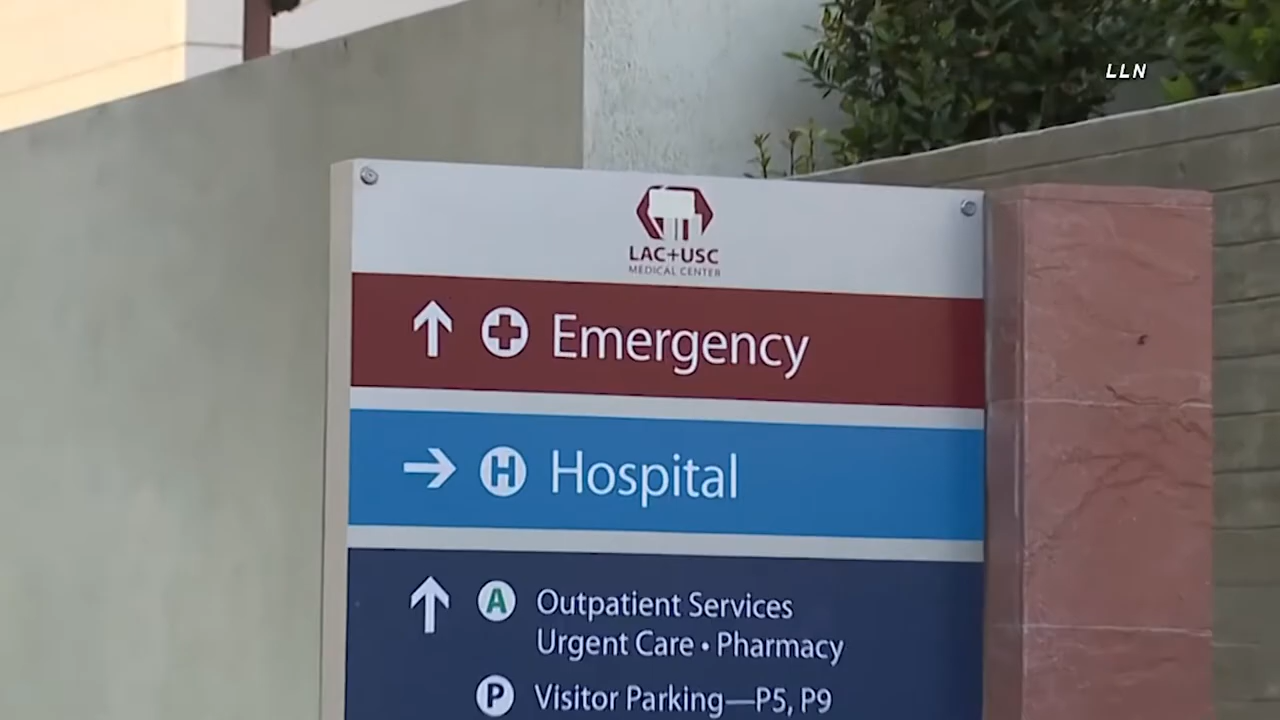 LLN
LAC+USC
MEDICAL CENTER
Emergency
H Hospital
A Outpatient Services
Urgent Care • Pharmacy
P Visitor Parking—P5, P9